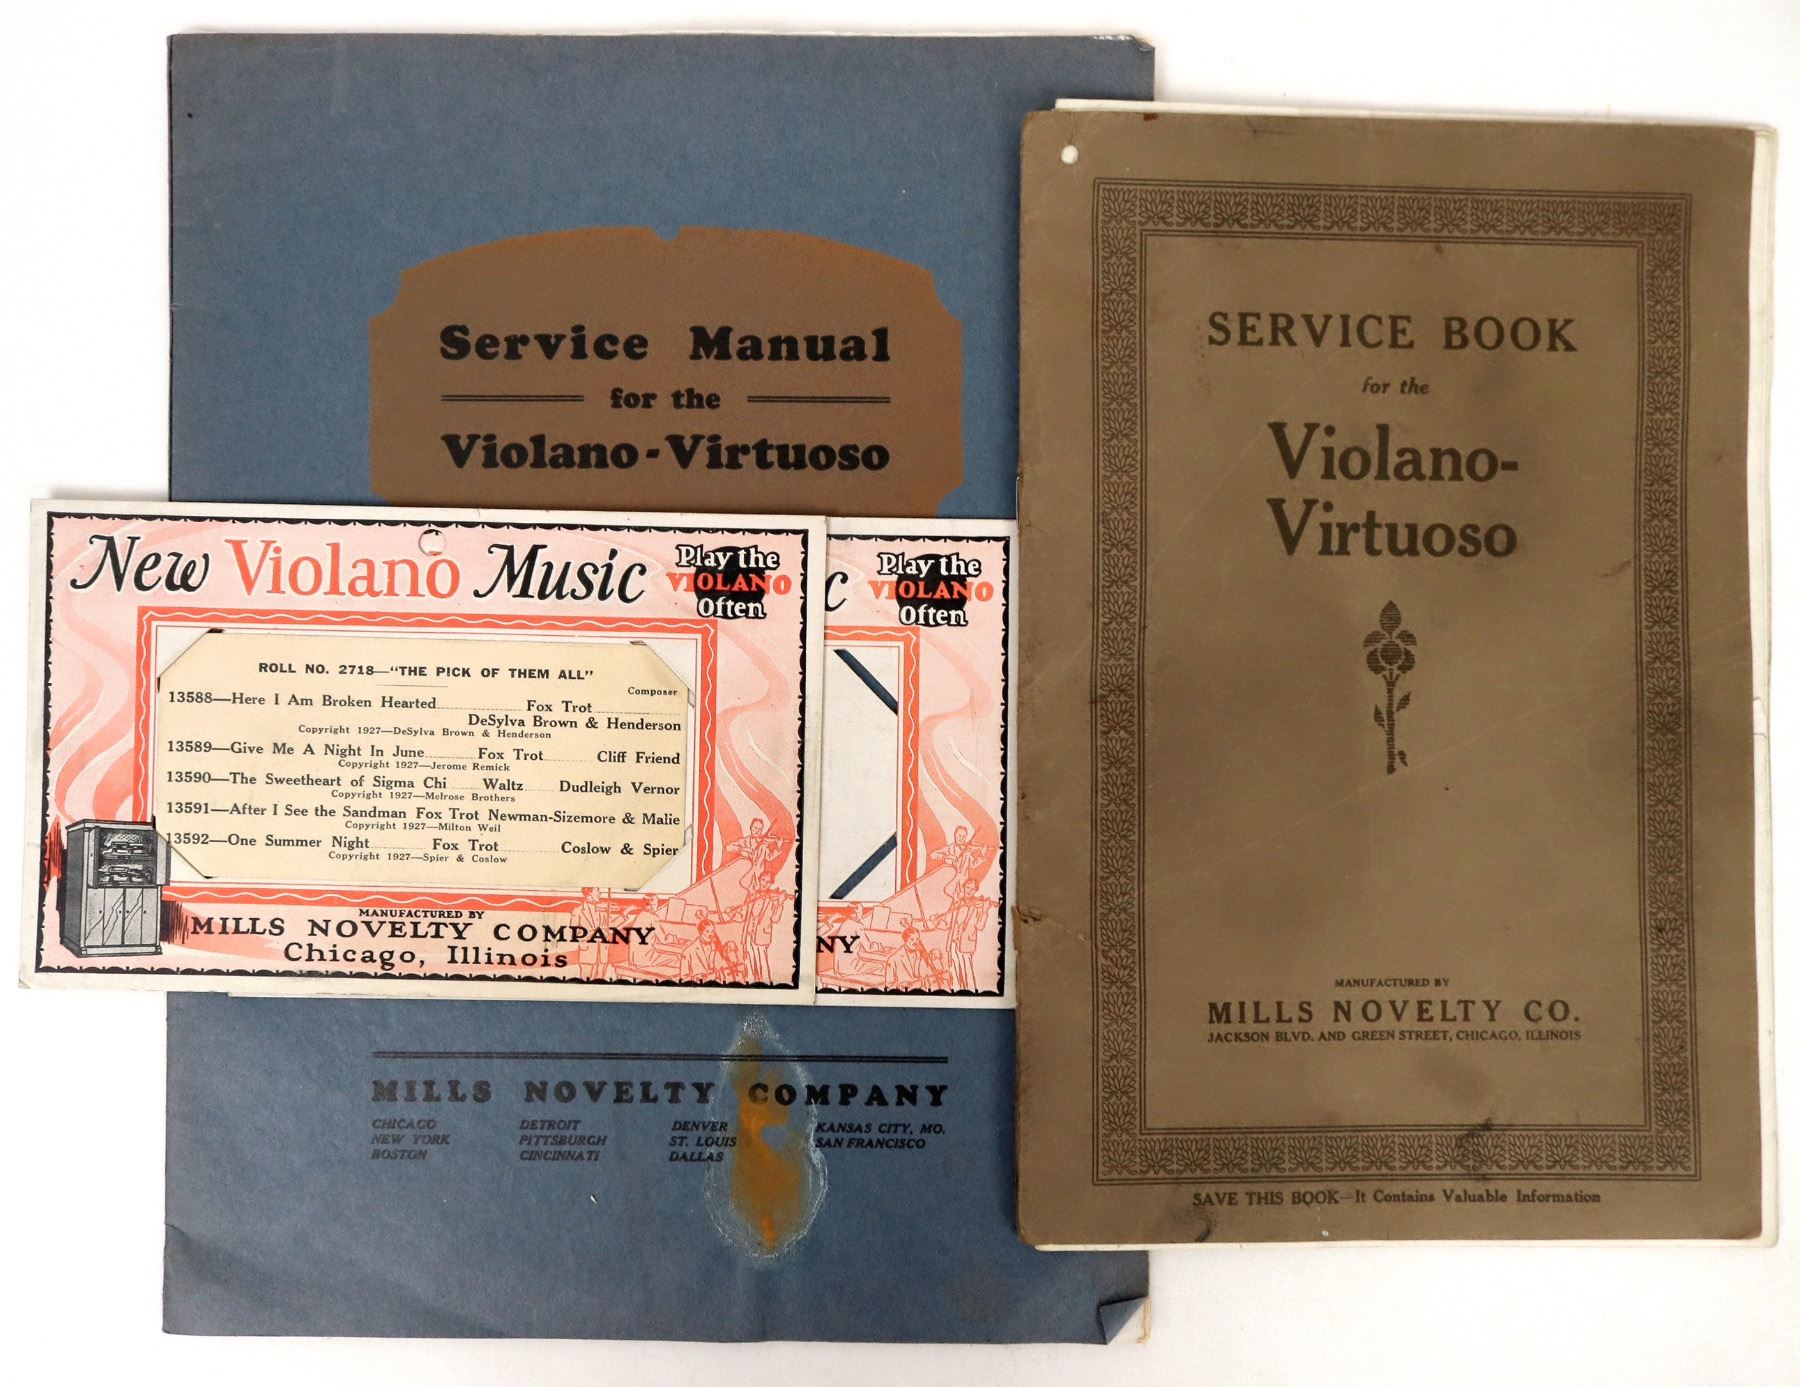 Service Manual
for the
Violano-Virtuoso
New Violano Music
Play the
VIOLANO
Often
ROLL NO. 2718—"THE PICK OF THEM ALL"
Composer
13588—Here I Am Broken Hearted Fox Trot
DeSylva Brown & Henderson
Copyright 1927—DeSylva Brown & Henderson
13589—Give Me A Night In June Fox Trot Cliff Friend
Copyright 1927—Jerome Remick
13590—The Sweetheart of Sigma Chi Waltz Dudleigh Vernor
Copyright 1927—Melrose Brothers
13591—After I See the Sandman Fox Trot Newman-Sizemore & Malie
Copyright 1927—Milton Weil
13592—One Summer Night Fox Trot Coslow & Spier
Copyright 1927—Spier & Coslow
MANUFACTURED BY
MILLS NOVELTY COMPANY
Chicago, Illinois
c
Play the
VIOLANO
Often
NY
MILLS NOVELTY COMPANY
CHICAGO DETROIT DENVER KANSAS CITY, MO.
NEW YORK PITTSBURGH ST. LOUIS SAN FRANCISCO
BOSTON CINCINNATI DALLAS
SERVICE BOOK
for the
Violano-
Virtuoso
MANUFACTURED BY
MILLS NOVELTY CO.
JACKSON BLVD. AND GREEN STREET, CHICAGO, ILLINOIS
SAVE THIS BOOK—It Contains Valuable Information